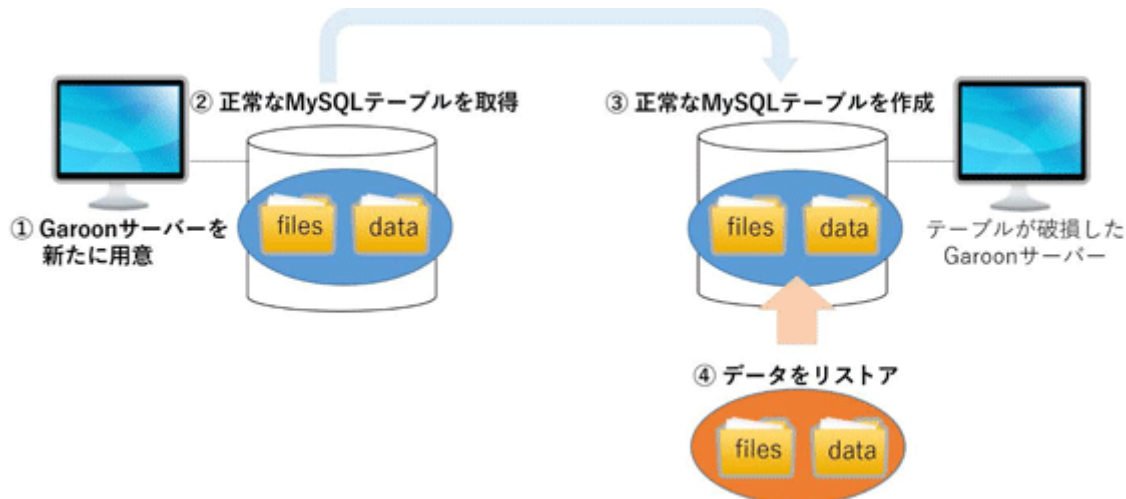 ② 正常なMySQLテーブルを取得
files
data
① Garoonサーバーを
新たに用意
③ 正常なMySQLテーブルを作成
files
data
テーブルが破損した
Garoonサーバー
④ データをリストア
files
data